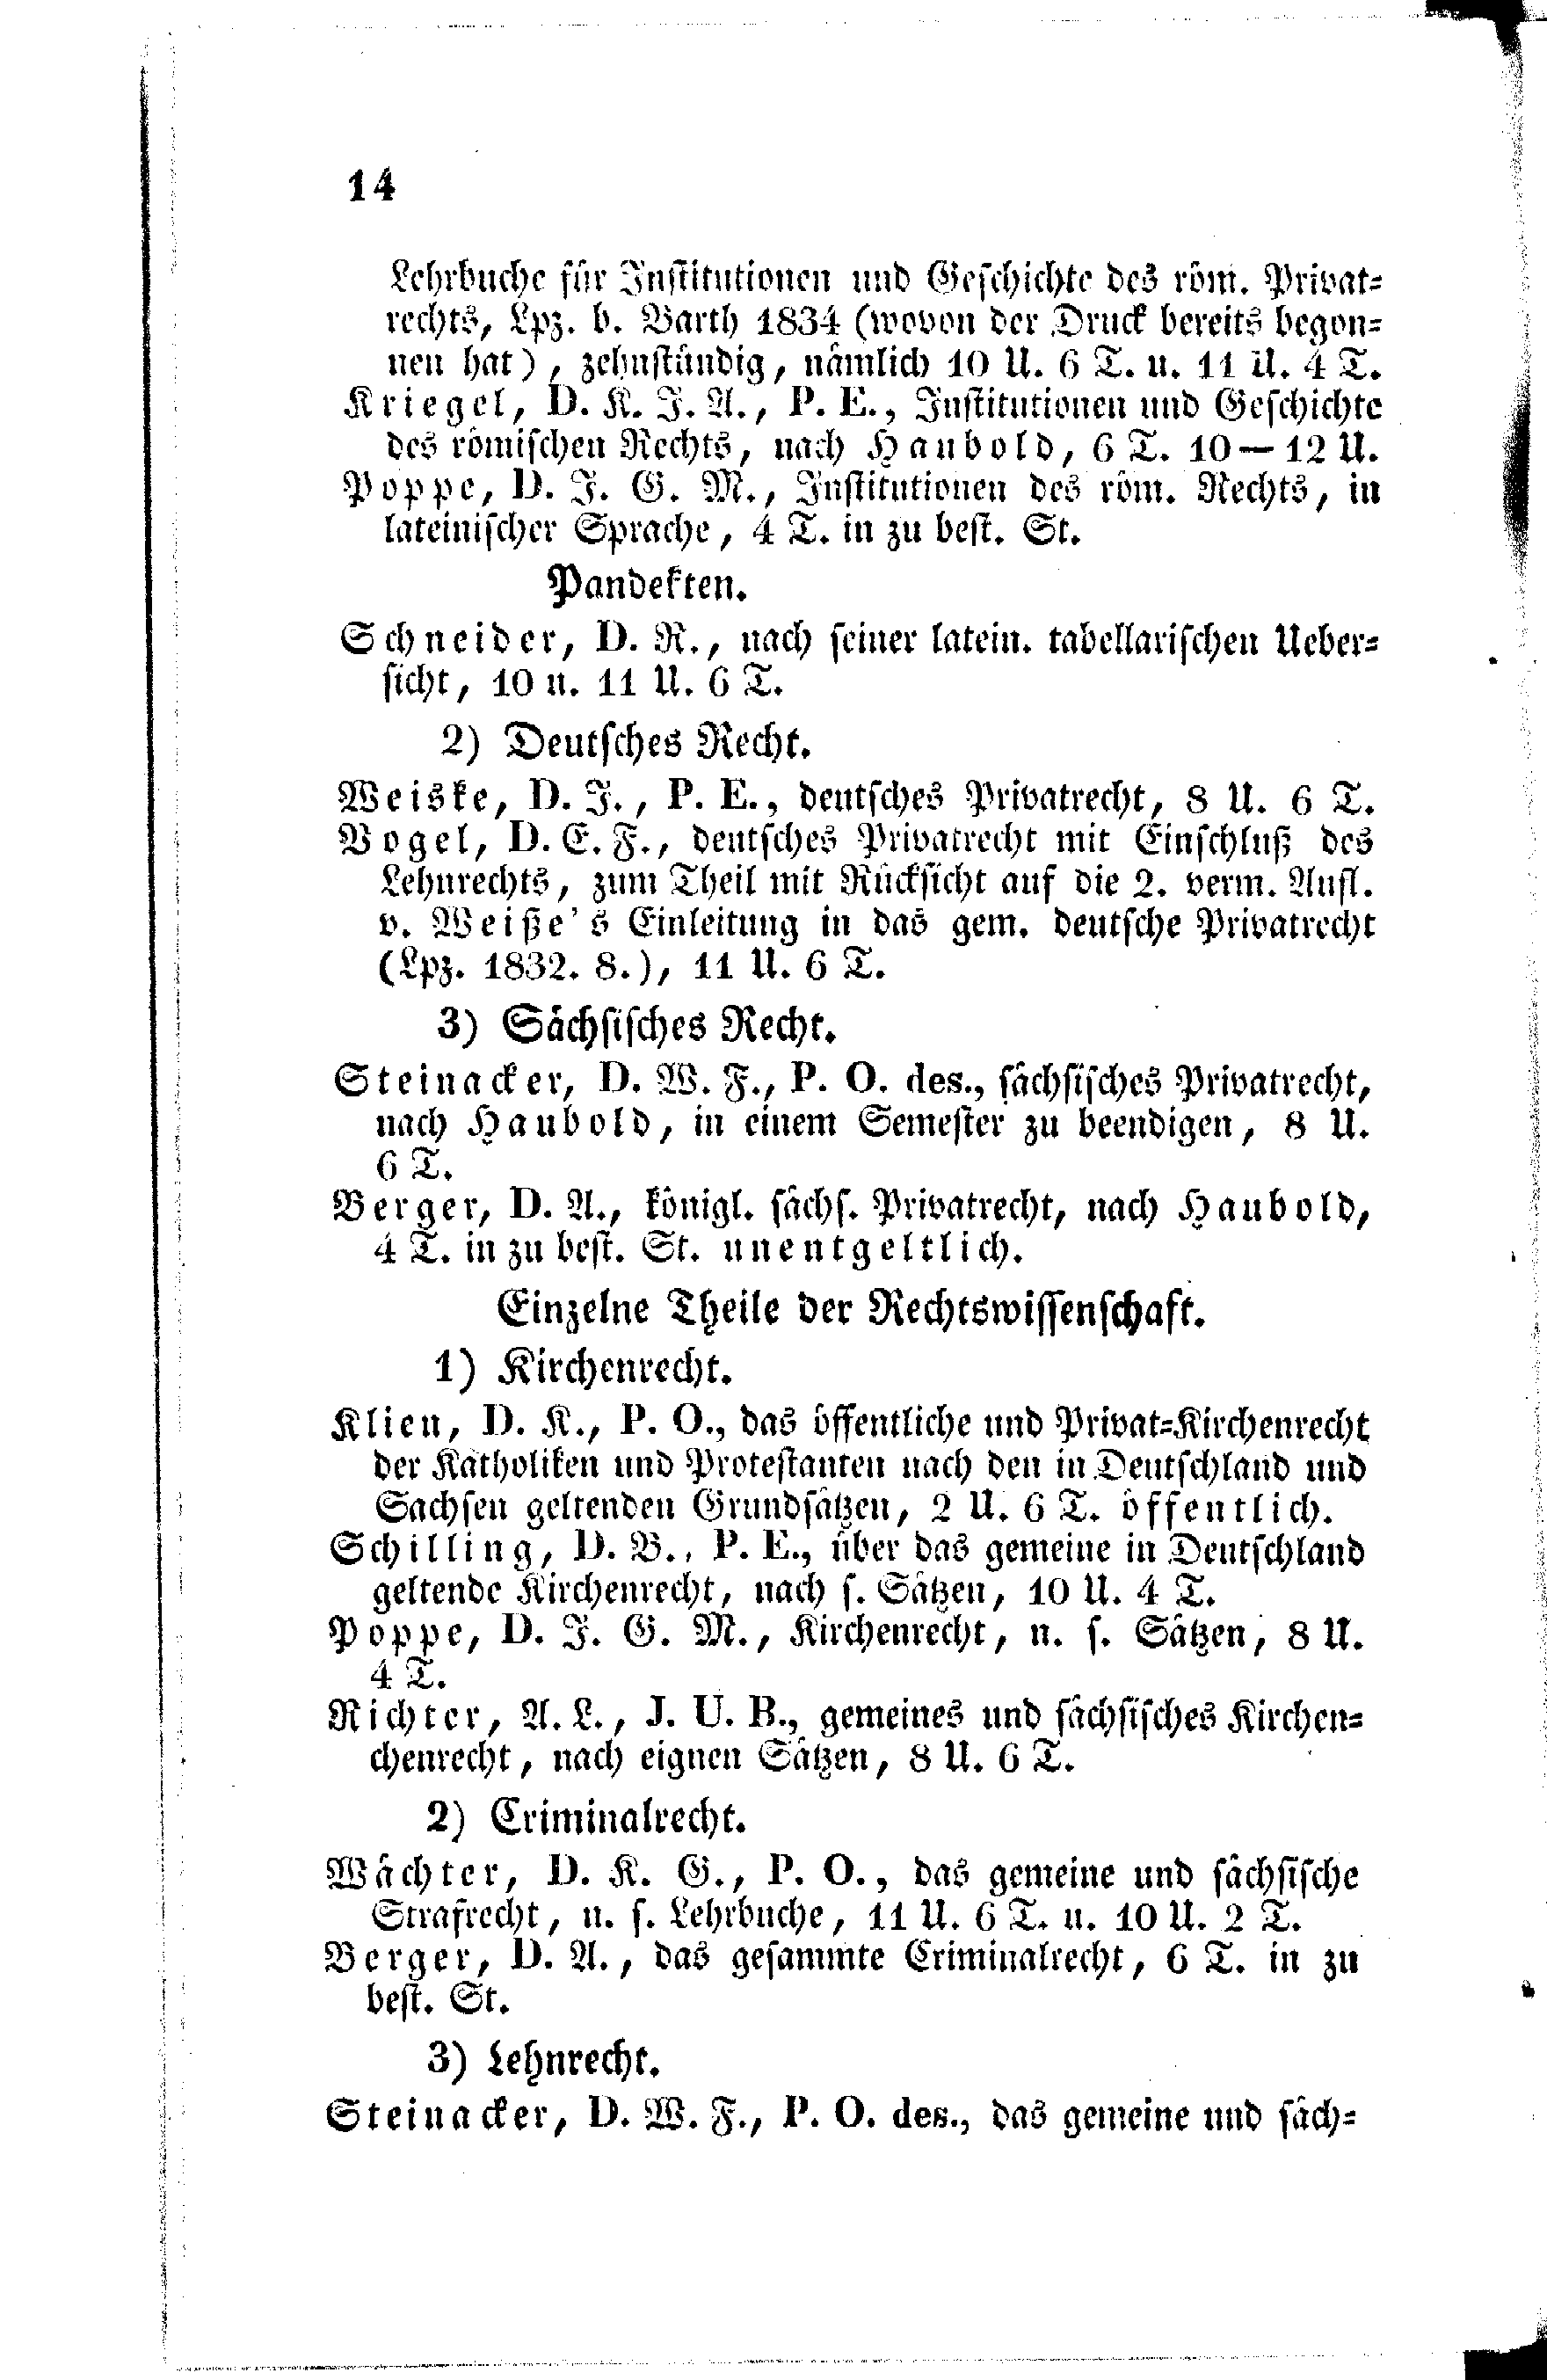 14
Lehrbuche für Institutionen und Geschichte des röm. Privat-
rechts, Lpz. b. Barth 1834 (wovon der Druck bereits begon-
nen hat), zehnstündig, nämlich 10 U. 6 T. u. 11 U. 4 T.
Kriegel, D. K. J. A., P. E., Institutionen und Geschichte
des römischen Rechts, nach Haubold, 6 T. 10—12 U.
Poppe, D. J. G. M., Institutionen des röm. Rechts, in
lateinischer Sprache, 4 T. in zu best. St.
Pandekten.
Schneider, D. R., nach seiner latein. tabellarischen Ueber-
sicht, 10 u. 11 U. 6 T.
2) Deutsches Recht.
Weiske, D. J., P. E., deutsches Privatrecht, 8 U. 6 T.
Vogel, D. E. F., deutsches Privatrecht mit Einschluß des
Lehnrechts, zum Theil mit Rücksicht auf die 2. verm. Aufl.
v. Weiße's Einleitung in das gem. deutsche Privatrecht
(Lpz. 1832. 8.), 11 U. 6 T.
3) Sächsisches Recht.
Steinacker, D. W. F., P. O. des., sächsisches Privatrecht,
nach Haubold, in einem Semester zu beendigen, 8 U.
6 T.
Berger, D. A., königl. sächs. Privatrecht, nach Haubold,
4 T. in zu best. St. unentgeltlich.
Einzelne Theile der Rechtswissenschaft.
1) Kirchenrecht.
Klien, D. K., P. O., das öffentliche und Privat-Kirchenrecht
der Katholiken und Protestanten nach den in Deutschland und
Sachsen geltenden Grundsätzen, 2 U. 6 T. öffentlich.
Schilling, D. B., P. E., über das gemeine in Deutschland
geltende Kirchenrecht, nach s. Sätzen, 10 U. 4 T.
Poppe, D. J. G. M., Kirchenrecht, n. s. Sätzen, 8 U.
4 T.
Richter, A. L., J. U. B., gemeines und sächsisches Kirchen-
chenrecht, nach eignen Sätzen, 8 U. 6 T.
2) Criminalrecht.
Wächter, D. K. G., P. O., das gemeine und sächsische
Strafrecht, n. s. Lehrbuche, 11 U. 6 T. u. 10 U. 2 T.
Berger, D. A., das gesammte Criminalrecht, 6 T. in zu
best. St.
3) Lehnrecht.
Steinacker, D. W. F., P. O. des., das gemeine und säch-